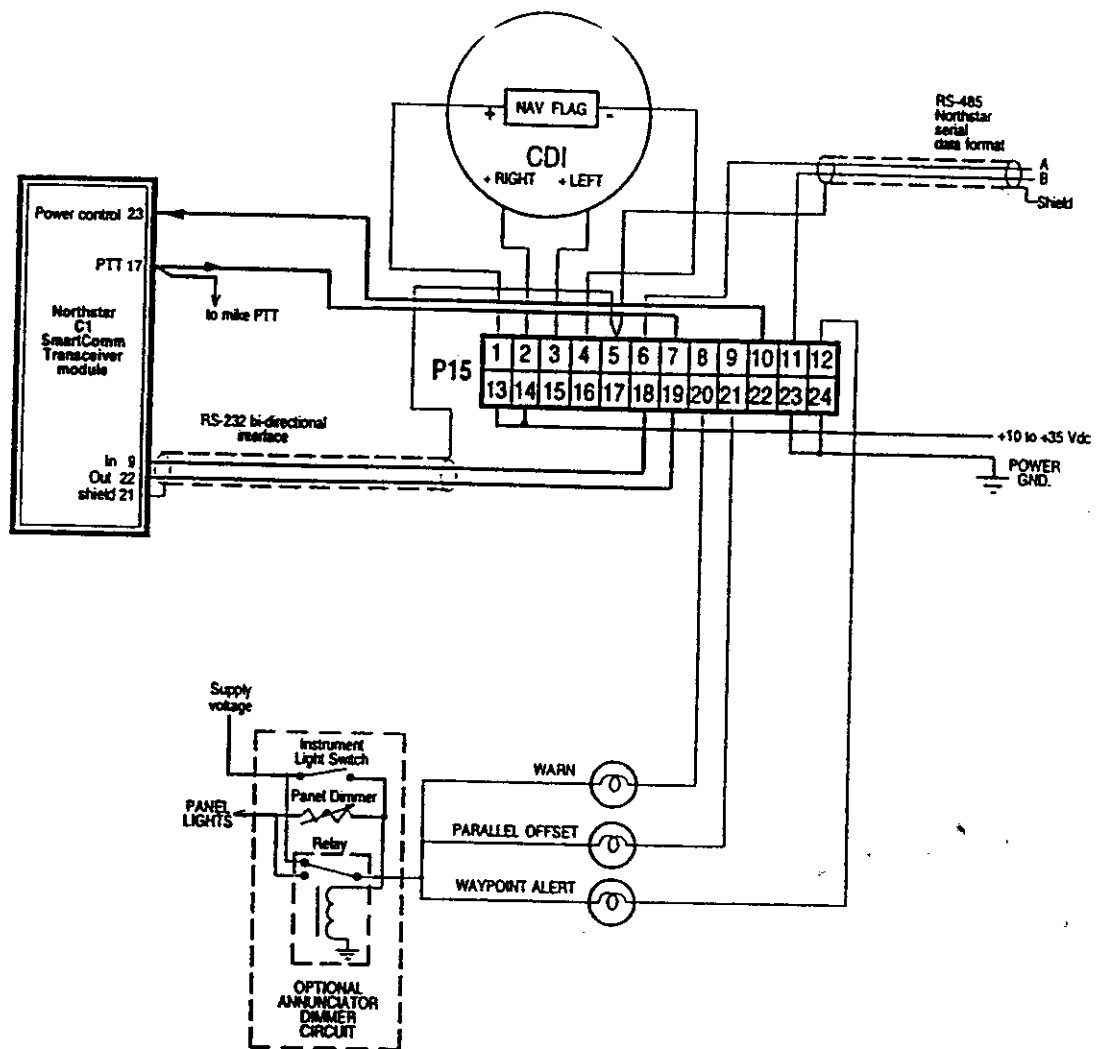 NAV FLAG
+
-
CDI
+ RIGHT + LEFT
RS-485
Northstar
serial
data format
A
B
Shield
Power control 23
PTT 17
to mike PTT
Northstar
C1
SmartComm
Transceiver
module
P15
1 2 3 4 5 6 7 8 9 10 11 12
13 14 15 16 17 18 19 20 21 22 23 24
RS-232 bi-directional
interface
In 9
Out 22
shield 21
+10 to +35 Vdc
POWER
GND.
Supply
voltage
Instrument
Light Switch
Panel Dimmer
PANEL
LIGHTS
Relay
WARN
PARALLEL OFFSET
WAYPOINT ALERT
OPTIONAL
ANNUNCIATOR
DIMMER
CIRCUIT